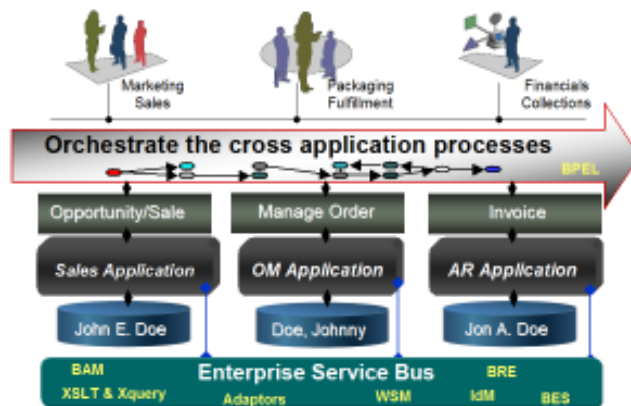 Marketing
Sales
Packaging
Fulfillment
Financials
Collections
Orchestrate the cross application processes
BPEL
Opportunity/Sale
Manage Order
Invoice
Sales Application
OM Application
AR Application
John E. Doe
Doe, Johnny
Jon A. Doe
BAM
Enterprise Service Bus
BRE
XSLT & Xquery
Adaptors
WSM
IdM
BES